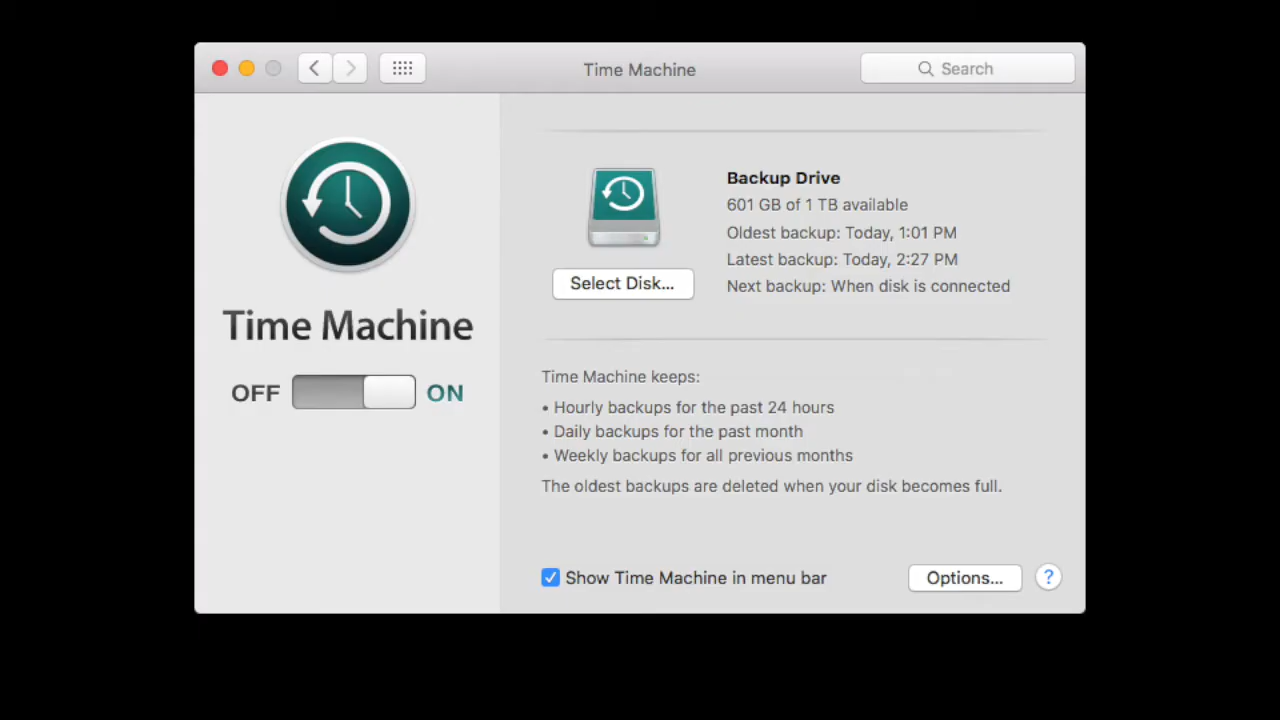 Time Machine
Search
Time Machine
OFF ON
Backup Drive
601 GB of 1 TB available
Oldest backup: Today, 1:01 PM
Latest backup: Today, 2:27 PM
Next backup: When disk is connected
Select Disk...
Time Machine keeps:
• Hourly backups for the past 24 hours
• Daily backups for the past month
• Weekly backups for all previous months
The oldest backups are deleted when your disk becomes full.
Show Time Machine in menu bar
Options...
?